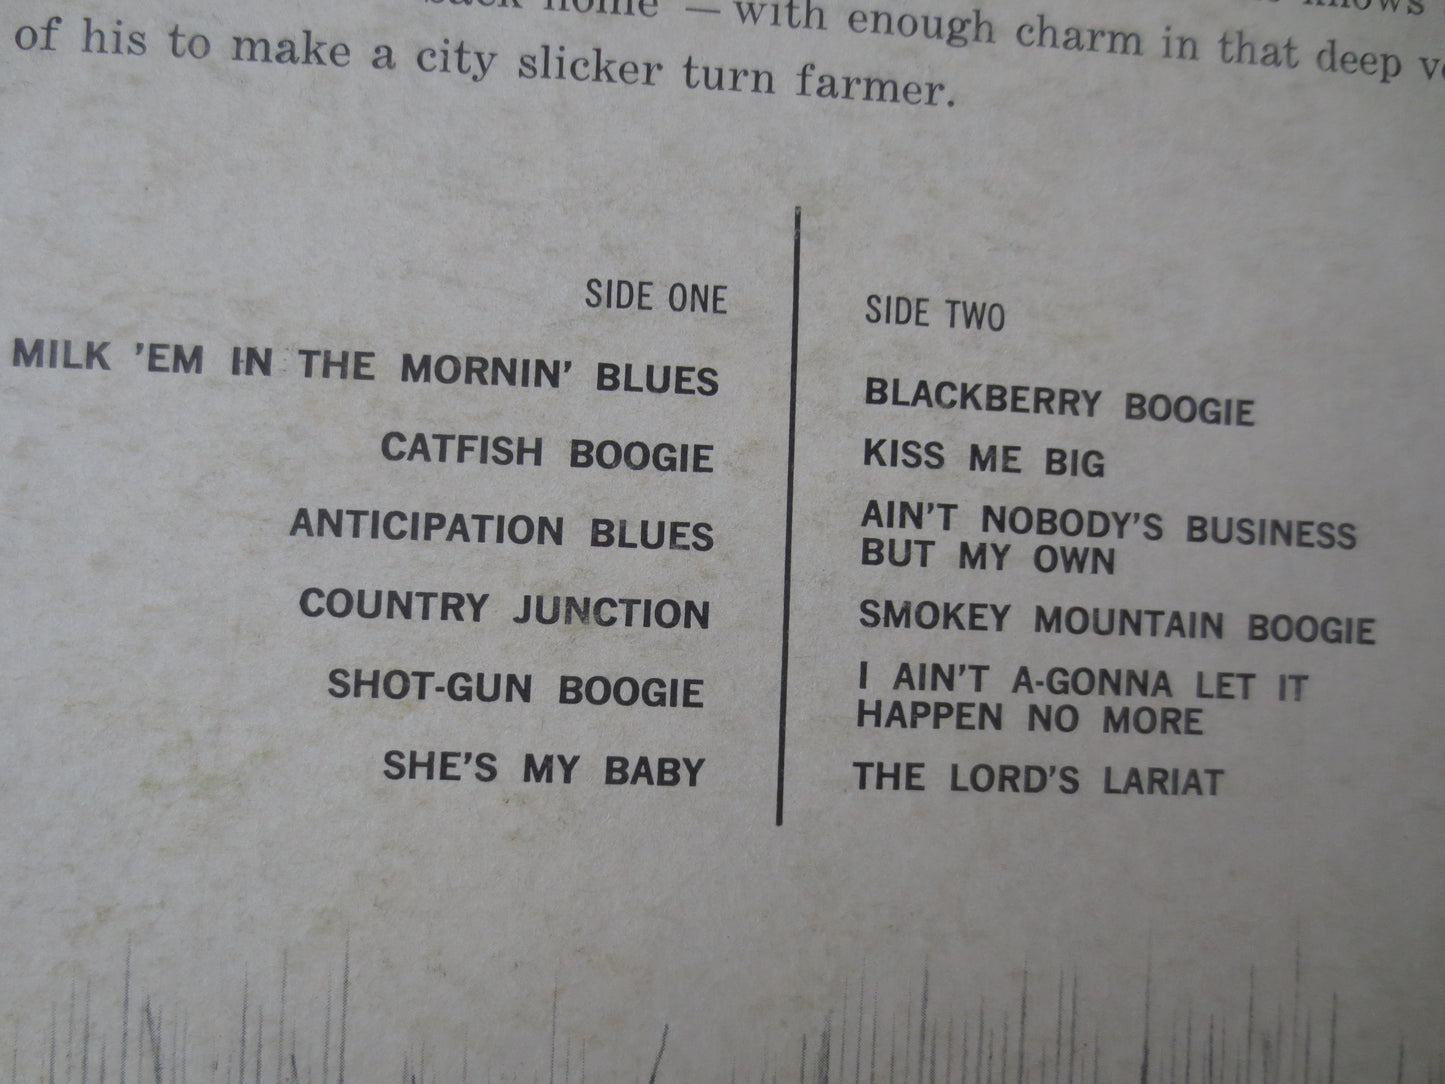 back home — with enough charm in that deep
of his to make a city slicker turn farmer.
SIDE ONE
MILK 'EM IN THE MORNIN' BLUES
CATFISH BOOGIE
ANTICIPATION BLUES
COUNTRY JUNCTION
SHOT-GUN BOOGIE
SHE'S MY BABY
SIDE TWO
BLACKBERRY BOOGIE
KISS ME BIG
AIN'T NOBODY'S BUSINESS
BUT MY OWN
SMOKEY MOUNTAIN BOOGIE
I AIN'T A-GONNA LET IT
HAPPEN NO MORE
THE LORD'S LARIAT